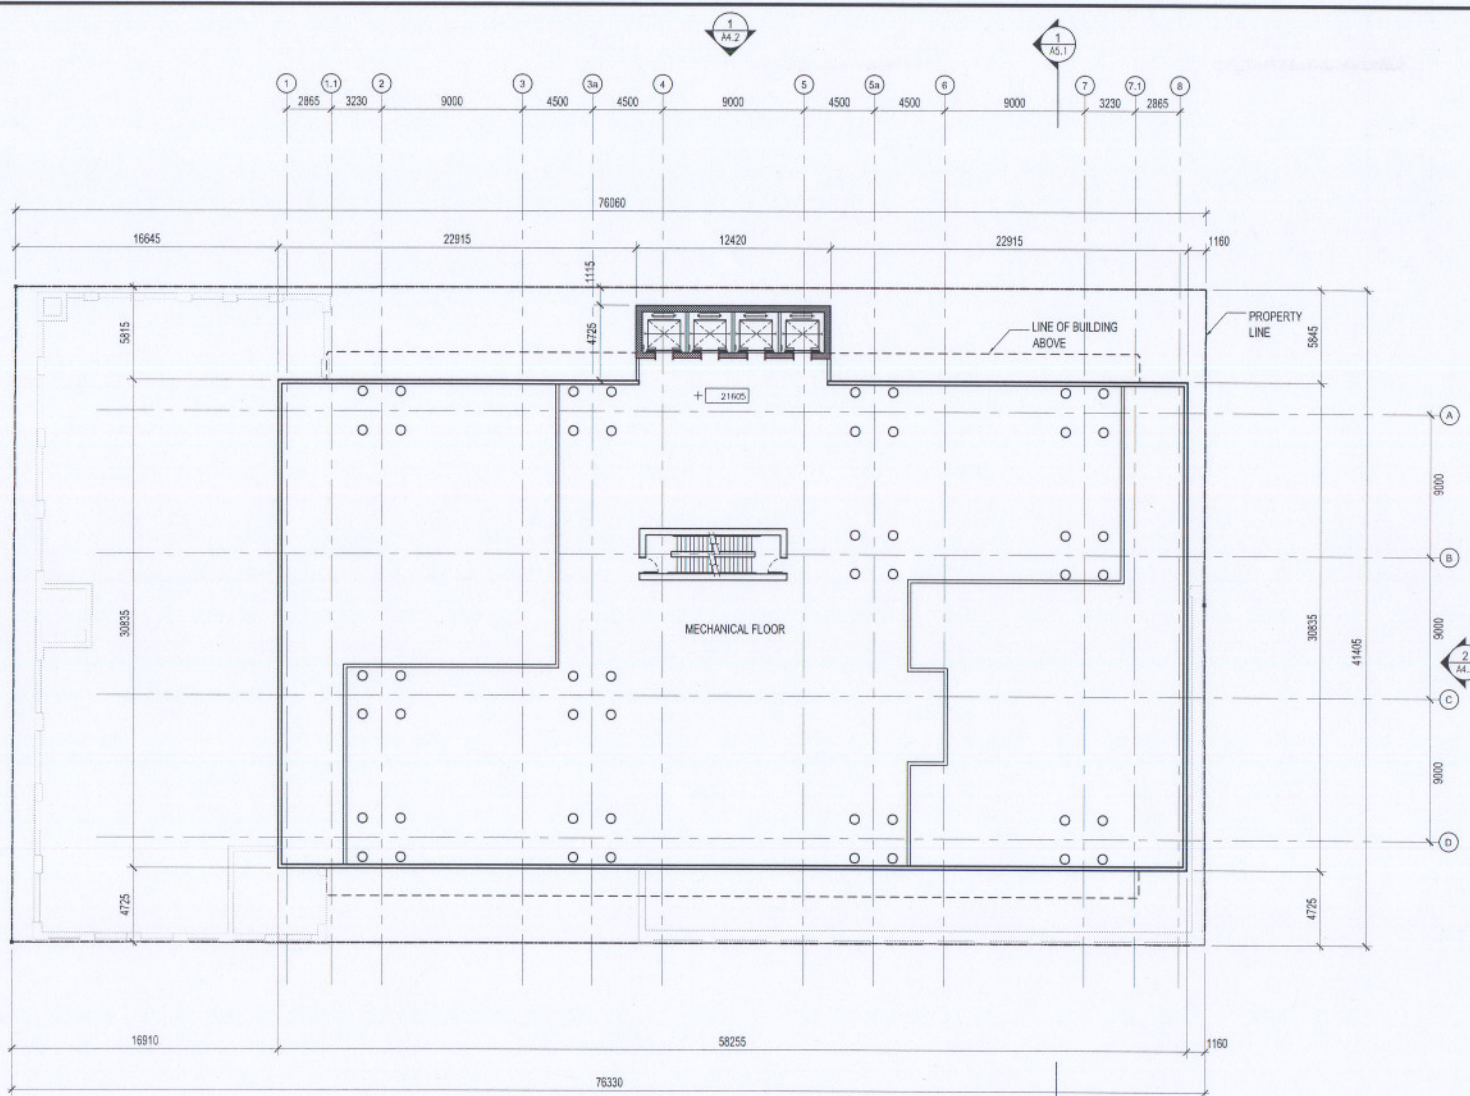 1
A4.2
1
A5.1
1 1.1 2 3 3a 4 5 5a 6 7 7.1 8
2865 3230 9000 4500 4500 9000 4500 4500 9000 3230 2865
76060
16645 22915 12420 22915 1160
1115
4725
5815
5845
LINE OF BUILDING
ABOVE
PROPERTY
LINE
21605
A
9000
B
MECHANICAL FLOOR
30835
30835
41405
9000
2
C
9000
D
4725
4725
16910 58255 1160
76330